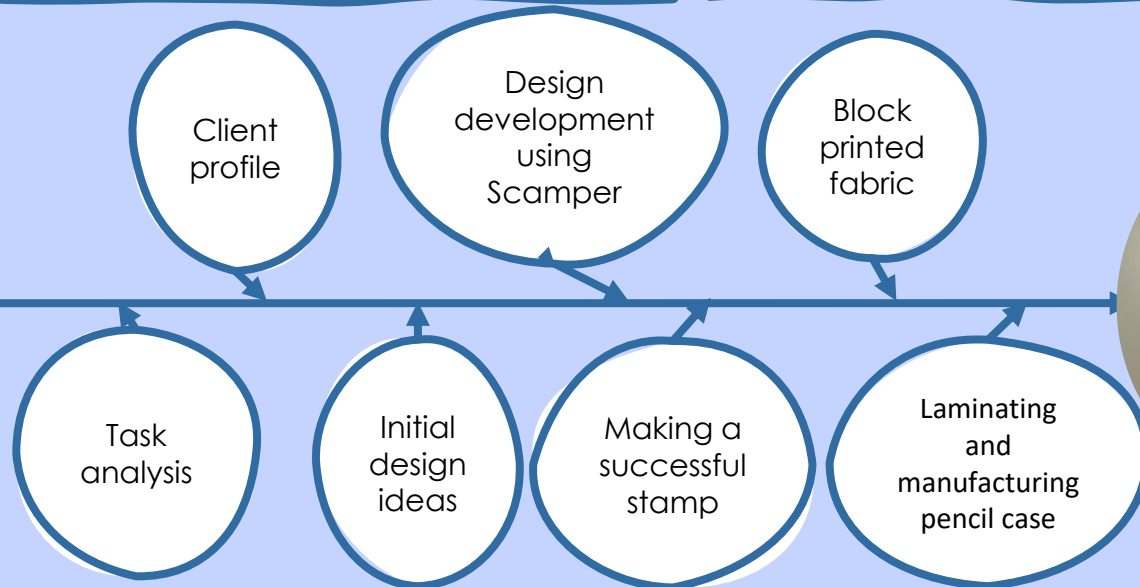 Client
profile
Design
development
using
Scamper
Block
printed
fabric
Task
analysis
Initial
design
ideas
Making a
successful
stamp
Laminating
and
manufacturing
pencil case